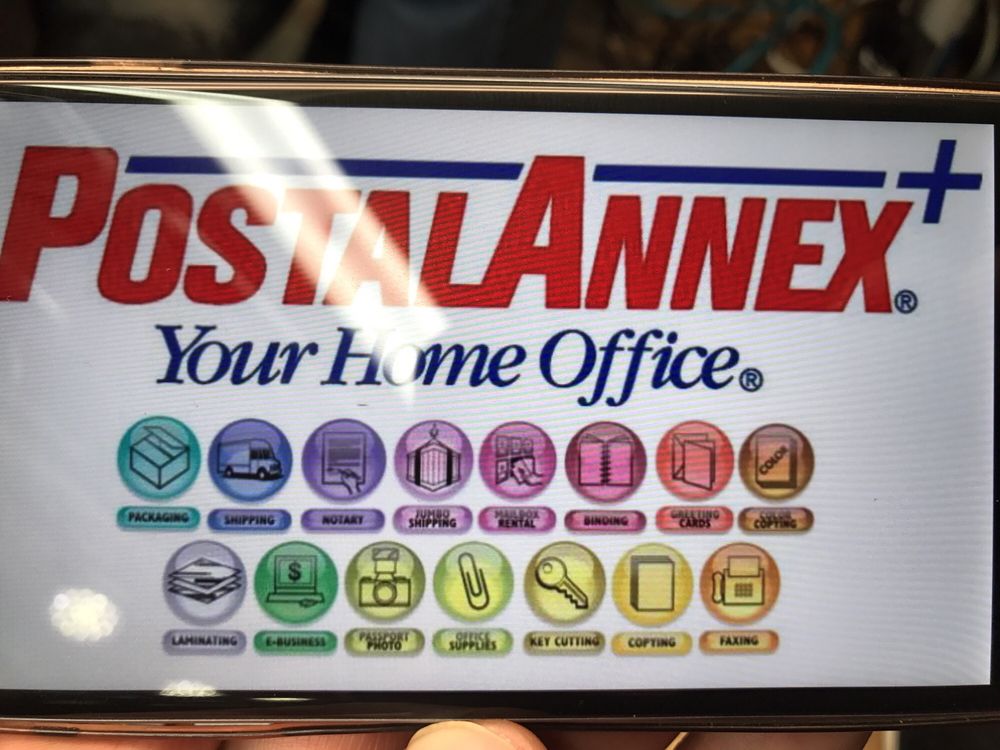 POSTALANNEX+®
Your Home Office®
COLOR
PACKAGING
SHIPPING
NOTARY
JUMBO
SHIPPING
MAILBOX
RENTAL
BINDING
GREETING
CARDS
COLOR
COPYING
$
LAMINATING
E-BUSINESS
PASSPORT
PHOTO
OFFICE
SUPPLIES
KEY CUTTING
COPYING
FAXING